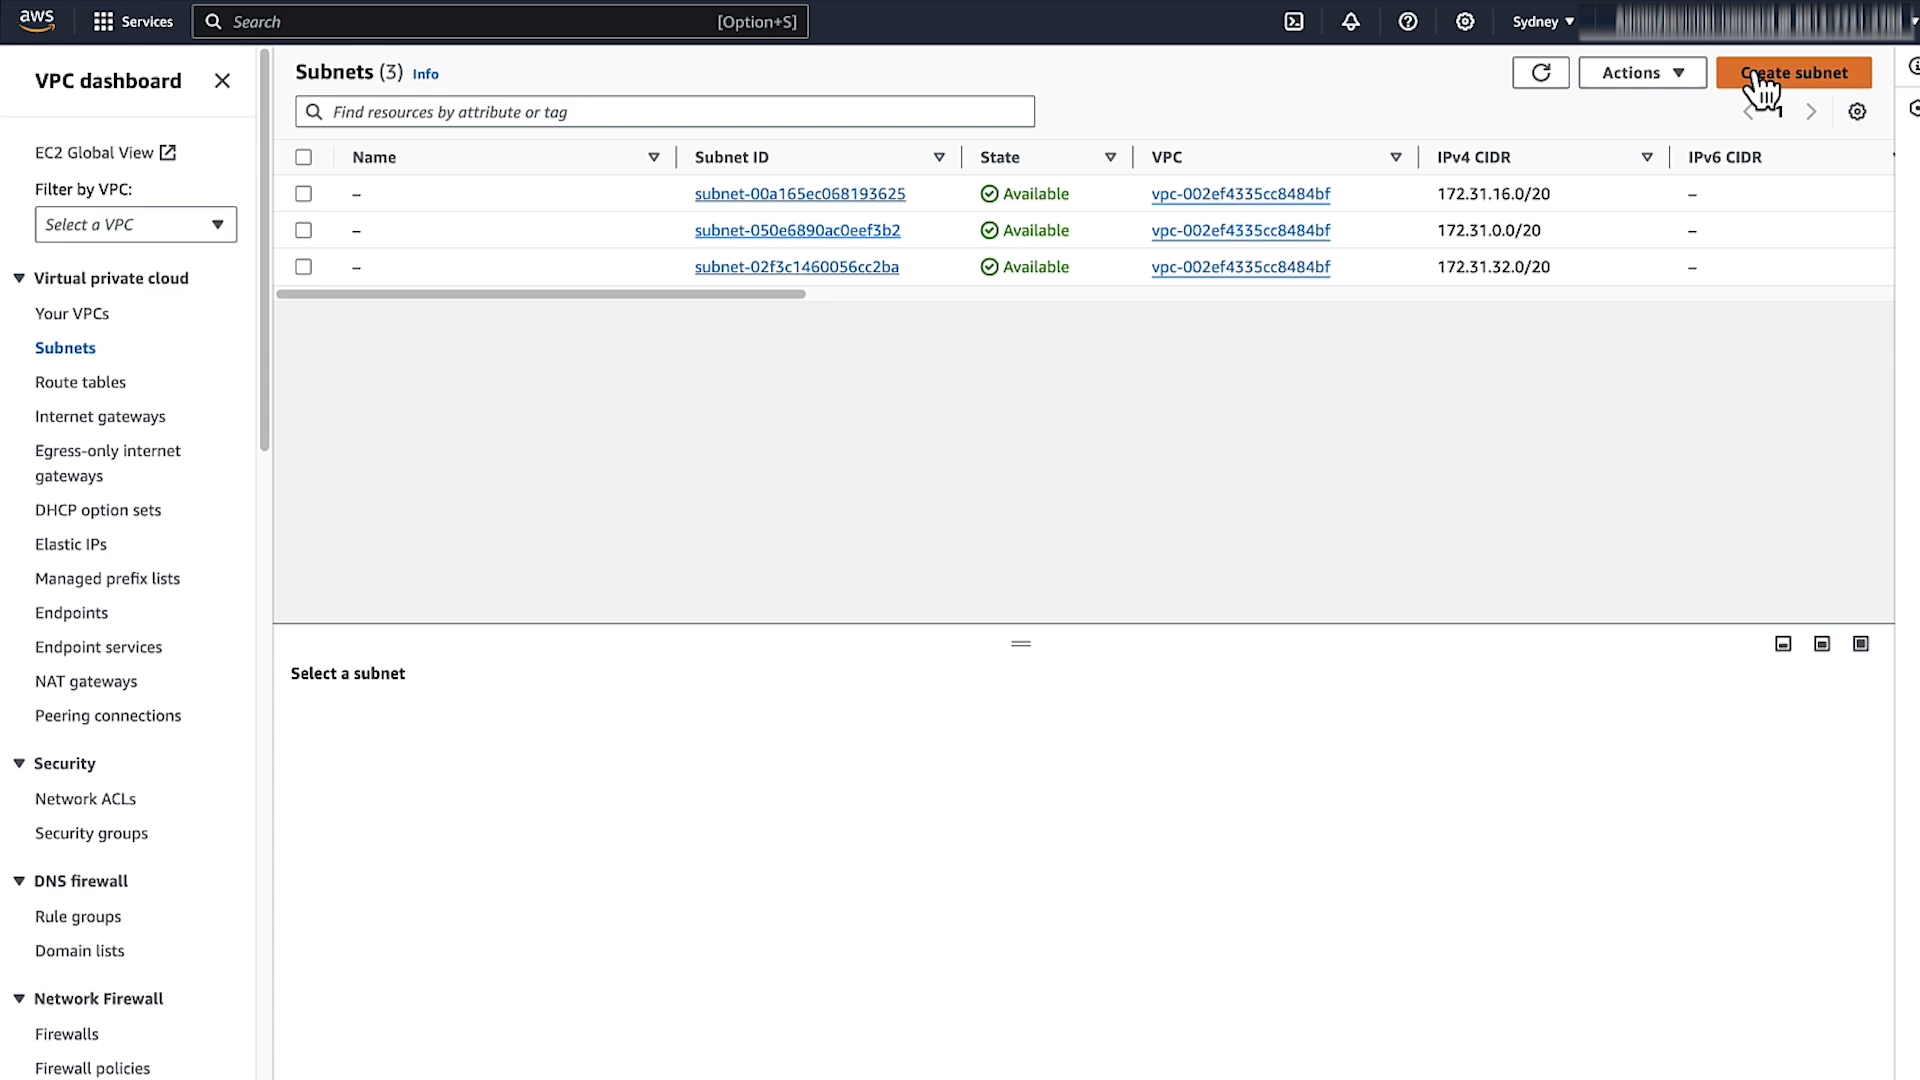 aws Services Search [Option+S] Sydney
VPC dashboard
EC2 Global View
Filter by VPC:
Select a VPC
Virtual private cloud
Your VPCs
Subnets
Route tables
Internet gateways
Egress-only internet
gateways
DHCP option sets
Elastic IPs
Managed prefix lists
Endpoints
Endpoint services
NAT gateways
Peering connections
Security
Network ACLs
Security groups
DNS firewall
Rule groups
Domain lists
Network Firewall
Firewalls
Firewall policies
Subnets (3) Info Actions Create subnet
Find resources by attribute or tag 1
Name Subnet ID State VPC IPv4 CIDR IPv6 CIDR
– subnet-00a165ec068193625 Available vpc-002ef4335cc8484bf 172.31.16.0/20 –
– subnet-050e6890ac0eef3b2 Available vpc-002ef4335cc8484bf 172.31.0.0/20 –
– subnet-02f3c1460056cc2ba Available vpc-002ef4335cc8484bf 172.31.32.0/20 –
Select a subnet